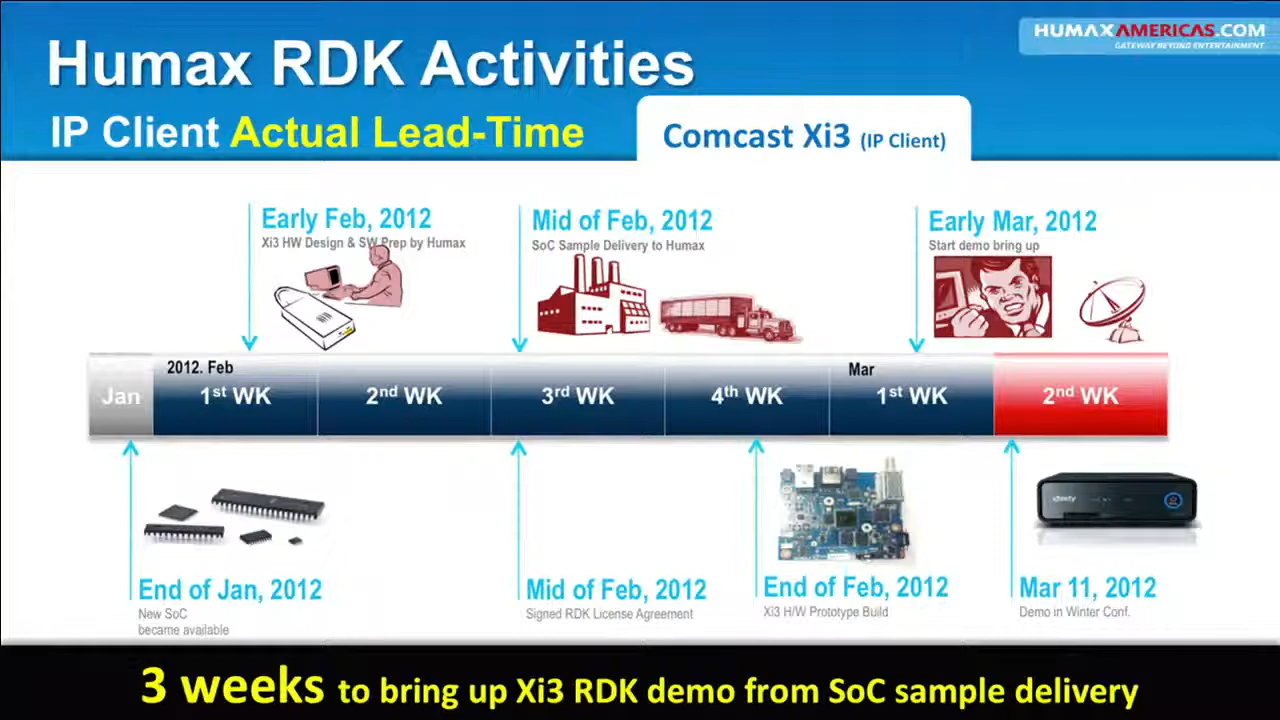 HUMAXAMERICAS.COM
GATEWAY BEYOND ENTERTAINMENT
Humax RDK Activities
IP Client Actual Lead-Time
Comcast Xi3 (IP Client)
Early Feb, 2012
Xi3 HW Design & SW Prep by Humax
Mid of Feb, 2012
SoC Sample Delivery to Humax
Early Mar, 2012
Start demo bring up
2012. Feb
Mar
Jan
1st WK
2nd WK
3rd WK
4th WK
1st WK
2nd WK
xfinity
End of Jan, 2012
New SoC
became available
Mid of Feb, 2012
Signed RDK License Agreement
End of Feb, 2012
Xi3 H/W Prototype Build
Mar 11, 2012
Demo in Winter Conf.
3 weeks to bring up Xi3 RDK demo from SoC sample delivery